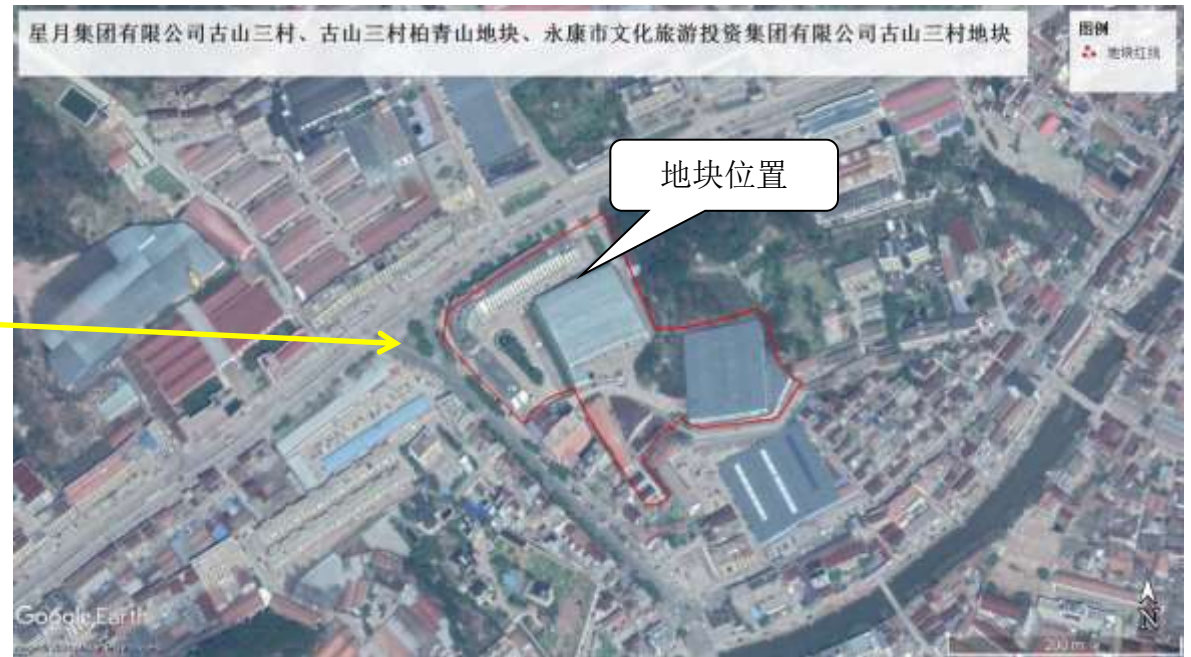 星月集团有限公司古山三村、古山三村柏青山地块、永康市文化旅游投资集团有限公司古山三村地块
图例
地块红线
地块位置
Google Earth
N
200 m